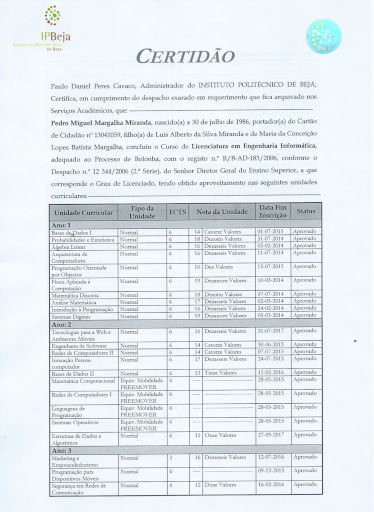 IPBeja
INSTITUTO POLITÉCNICO
DE BEJA
CERTIDÃO
Paulo Daniel Peres Cavaco, Administrador do INSTITUTO POLITÉCNICO DE BEJA,
Certifica, em cumprimento do despacho exarado em requerimento que fica arquivado nos
Serviços Académicos, que:
Pedro Miguel Margalha Miranda, nascido(a) a 30 de julho de 1986, portador(a) do Cartão
de Cidadão nº 13041059, filho(a) de Luis Alberto da Silva Miranda e de Maria da Conceição
Lopes Batista Margalha, concluiu o Curso de Licenciatura em Engenharia Informática,
adequado ao Processo de Bolonha, com o registo n.º R/B-AD-183/2006, conforme o
Despacho n.º 12 544/2006 (2.ª Série), do Senhor Diretor Geral do Ensino Superior, a que
corresponde o Grau de Licenciado, tendo obtido aproveitamento nas seguintes unidades
curriculares:
Unidade Curricular Tipo da Unidade ECTS Nota da Unidade Data Fim Inscrição Status
Ano: 1
Bases de Dados I Normal 6 14 Catorze Valores 01-07-2015 Aprovado
Probabilidades e Estatística Normal 6 18 Dezoito Valores 31-07-2014 Aprovado
Álgebra Linear Normal 6 16 Dezasseis Valores 05-02-2014 Aprovado
Arquitetura de Computadores Normal 6 16 Dezasseis Valores 11-07-2014 Aprovado
Programação Orientada por Objectos Normal 6 10 Dez Valores 15-07-2015 Aprovado
Física Aplicada à Computação Normal 6 19 Dezanove Valores 10-03-2014 Aprovado
Matemática Discreta Normal 6 18 Dezoito Valores 07-07-2014 Aprovado
Análise Matemática Normal 6 17 Dezassete Valores 02-05-2014 Aprovado
Introdução à Programação Normal 6 16 Dezasseis Valores 24-02-2014 Aprovado
Sistemas Digitais Normal 6 19 Dezanove Valores 05-03-2014 Aprovado
Ano: 2
Tecnologias para a Web e Ambientes Móveis Normal 6 16 Dezasseis Valores 31-07-2017 Aprovado
Engenharia de Software Normal 6 14 Catorze Valores 30-06-2015 Aprovado
Redes de Computadores II Normal 6 14 Catorze Valores 07-07-2015 Aprovado
Interação Pessoa-computador Normal 6 17 Dezassete Valores 24-07-2015 Aprovado
Bases de Dados II Normal 6 13 Treze Valores 11-02-2016 Aprovado
Matemática Computacional Equiv. Mobilidade FREEMOVER 6 28-05-2015 Aprovado
Redes de Computadores I Equiv. Mobilidade FREEMOVER 6 28-05-2015 Aprovado
Linguagens de Programação Equiv. Mobilidade FREEMOVER 6 28-05-2015 Aprovado
Sistemas Operativos Equiv. Mobilidade FREEMOVER 6 28-05-2015 Aprovado
Estrutura de Dados e Algoritmos Normal 6 11 Onze Valores 27-09-2017 Aprovado
Ano: 3
Marketing e Empreendedorismo Normal 3 16 Dezasseis Valores 12-07-2016 Aprovado
Programação para Dispositivos Móveis Normal 6 09-12-2015 Aprovado
Segurança em Redes de Comunicação Normal 6 12 Doze Valores 16-02-2016 Aprovado